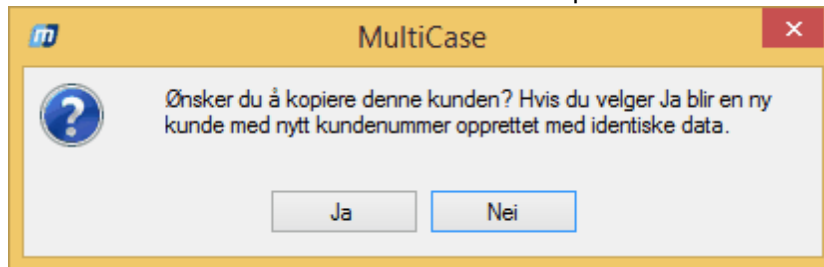 MultiCase
Ønsker du å kopiere denne kunden? Hvis du velger Ja blir en ny
kunde med nytt kundenummer opprettet med identiske data.
Ja Nei